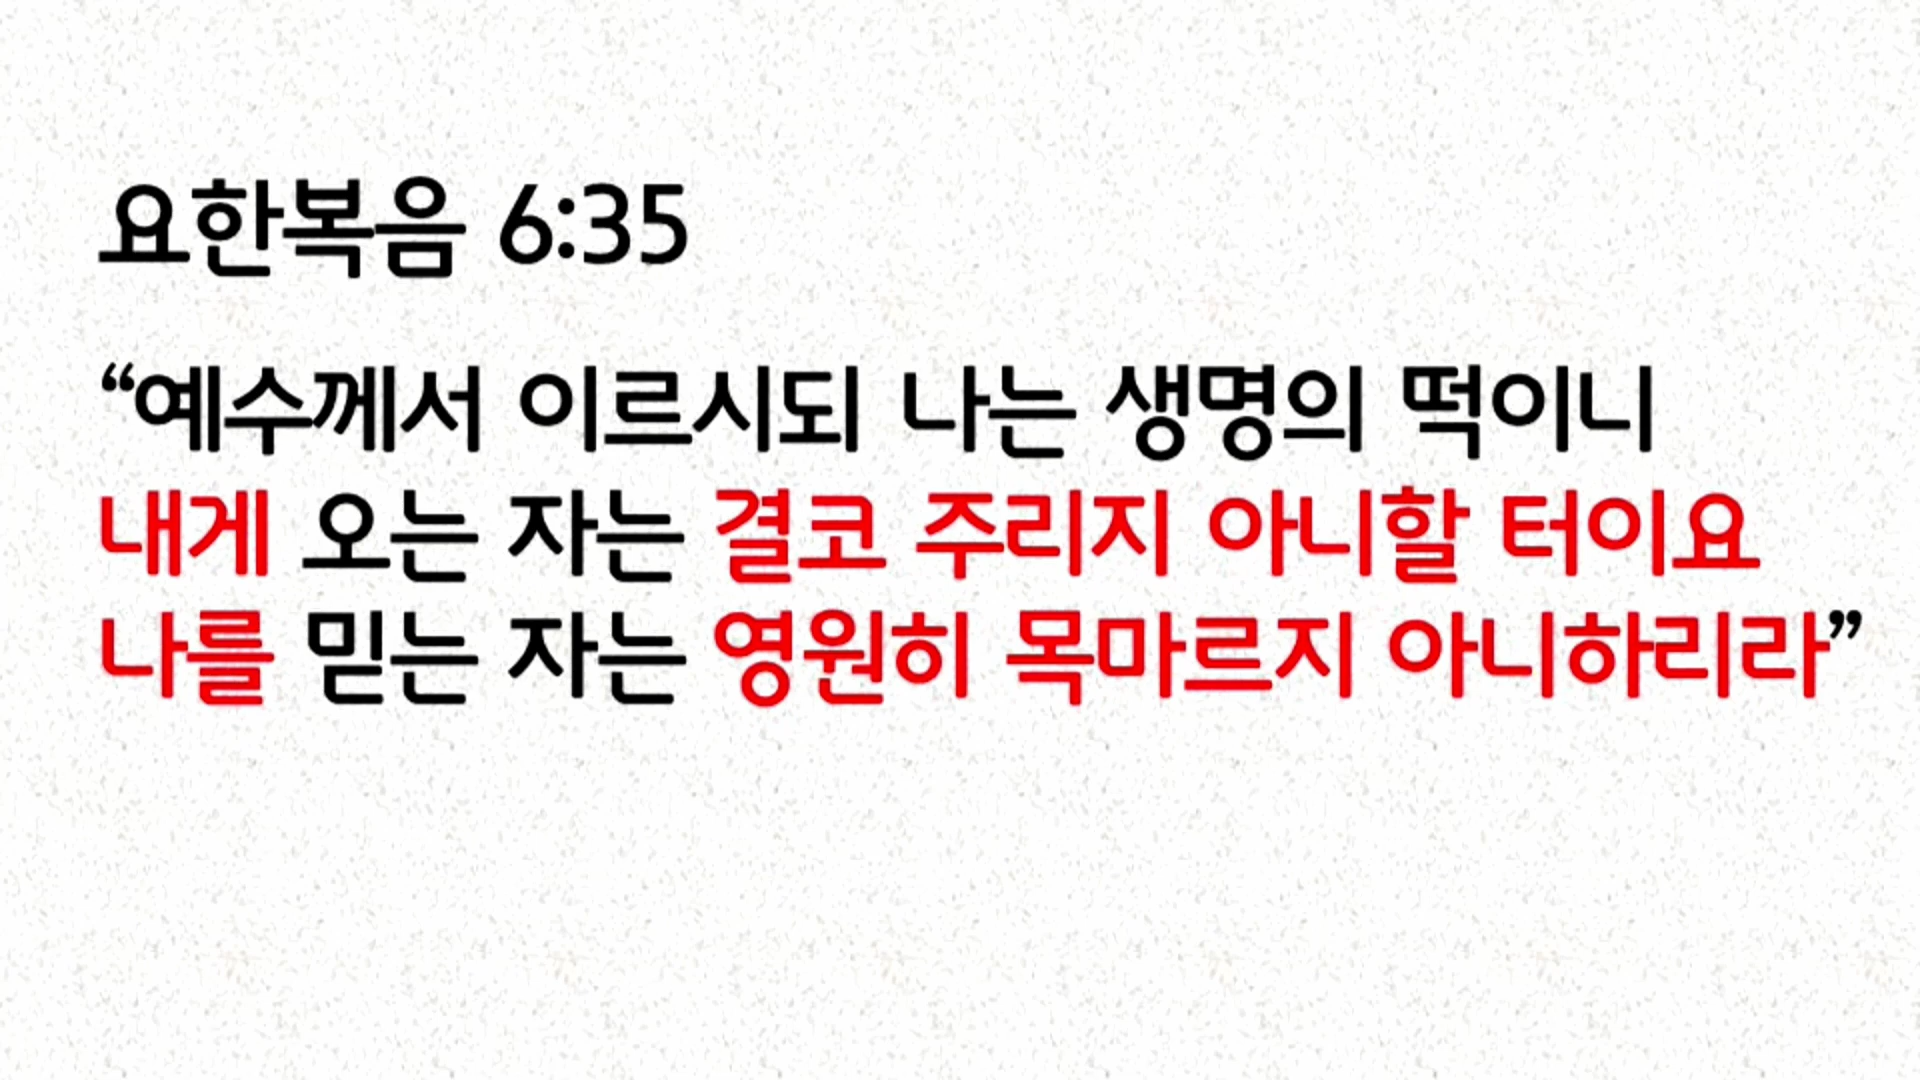 요한복음 6:35
“예수께서 이르시되 나는 생명의 떡이니
내게 오는 자는 결코 주리지 아니할 터이요
나를 믿는 자는 영원히 목마르지 아니하리라”